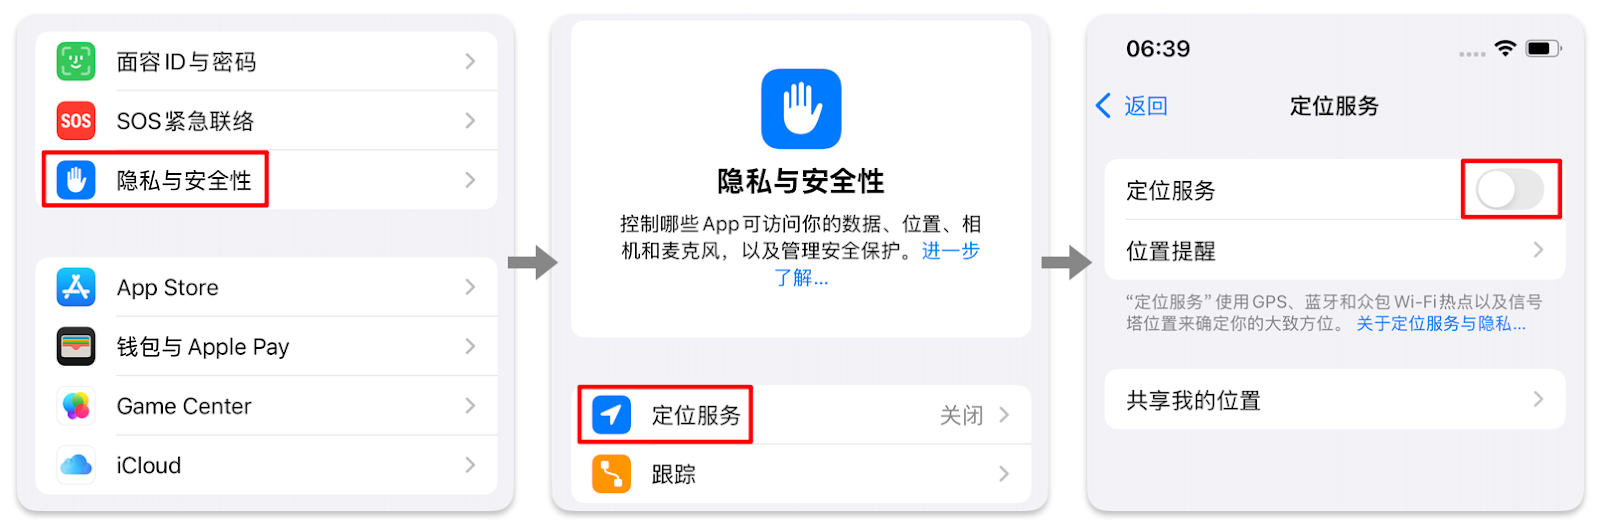 面容ID与密码
SOS
SOS紧急联络
隐私与安全性
App Store
钱包与Apple Pay
Game Center
iCloud
隐私与安全性
控制哪些App可访问你的数据、位置、相
机和麦克风，以及管理安全保护。进一步
了解...
定位服务
关闭
跟踪
06:39
返回
定位服务
定位服务
位置提醒
“定位服务”使用GPS、蓝牙和众包Wi-Fi热点以及信号
塔位置来确定你的大致方位。关于定位服务与隐私...
共享我的位置